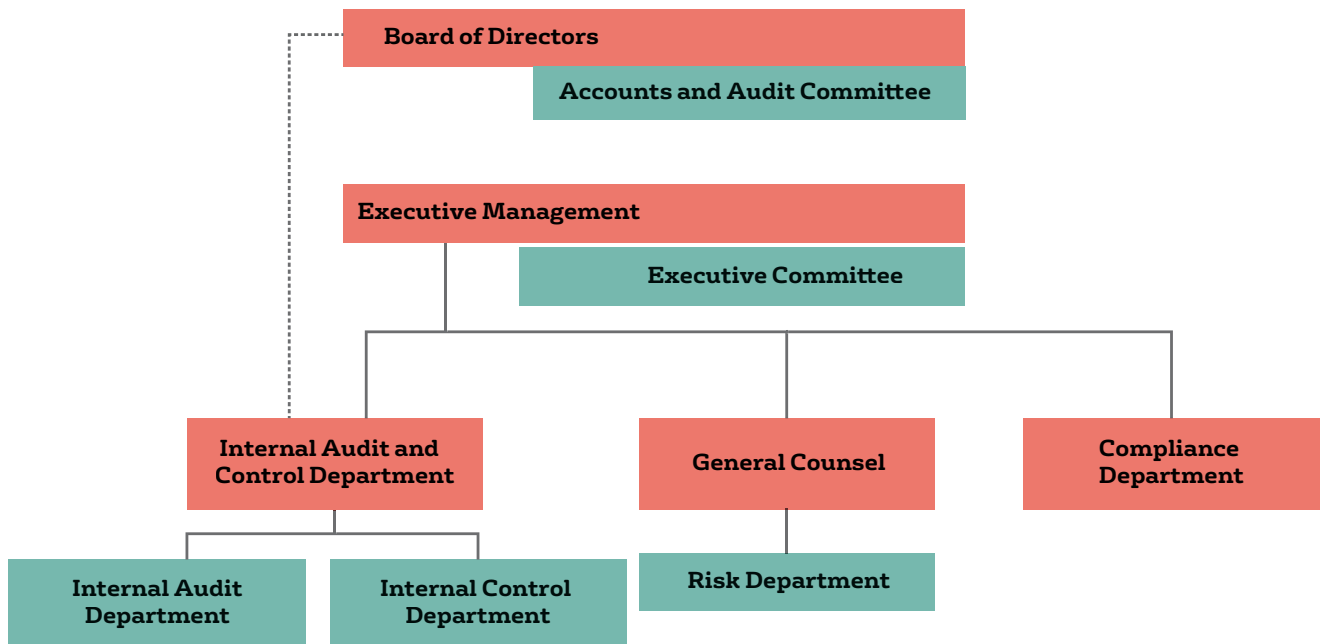 Board of Directors
Accounts and Audit Committee
Executive Management
Executive Committee
Internal Audit and
Control Department
General Counsel
Compliance
Department
Internal Audit
Department
Internal Control
Department
Risk Department